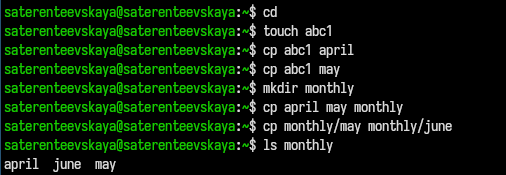 saterenteevskaya@saterenteevskaya:~$ cd
saterenteevskaya@saterenteevskaya:~$ touch abc1
saterenteevskaya@saterenteevskaya:~$ cp abc1 april
saterenteevskaya@saterenteevskaya:~$ cp abc1 may
saterenteevskaya@saterenteevskaya:~$ mkdir monthly
saterenteevskaya@saterenteevskaya:~$ cp april may monthly
saterenteevskaya@saterenteevskaya:~$ cp monthly/may monthly/june
saterenteevskaya@saterenteevskaya:~$ ls monthly
april  june  may